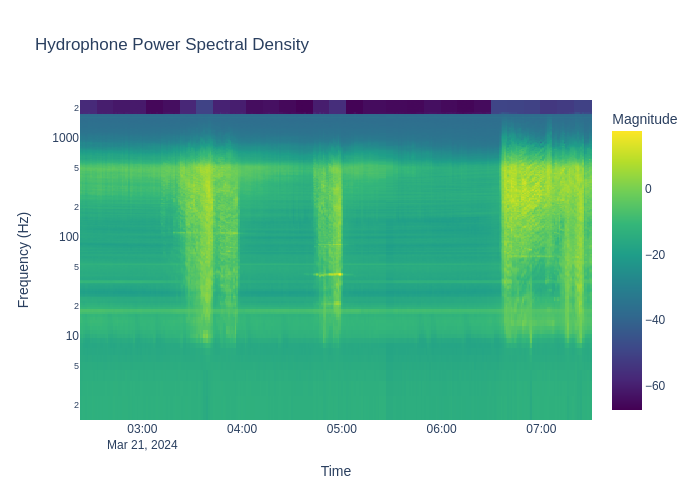 Hydrophone Power Spectral Density
Magnitude
2
1000
5
2
100
5
2
10
5
2
0
−20
−40
−60
Frequency (Hz)
03:00 04:00 05:00 06:00 07:00
Mar 21, 2024
Time